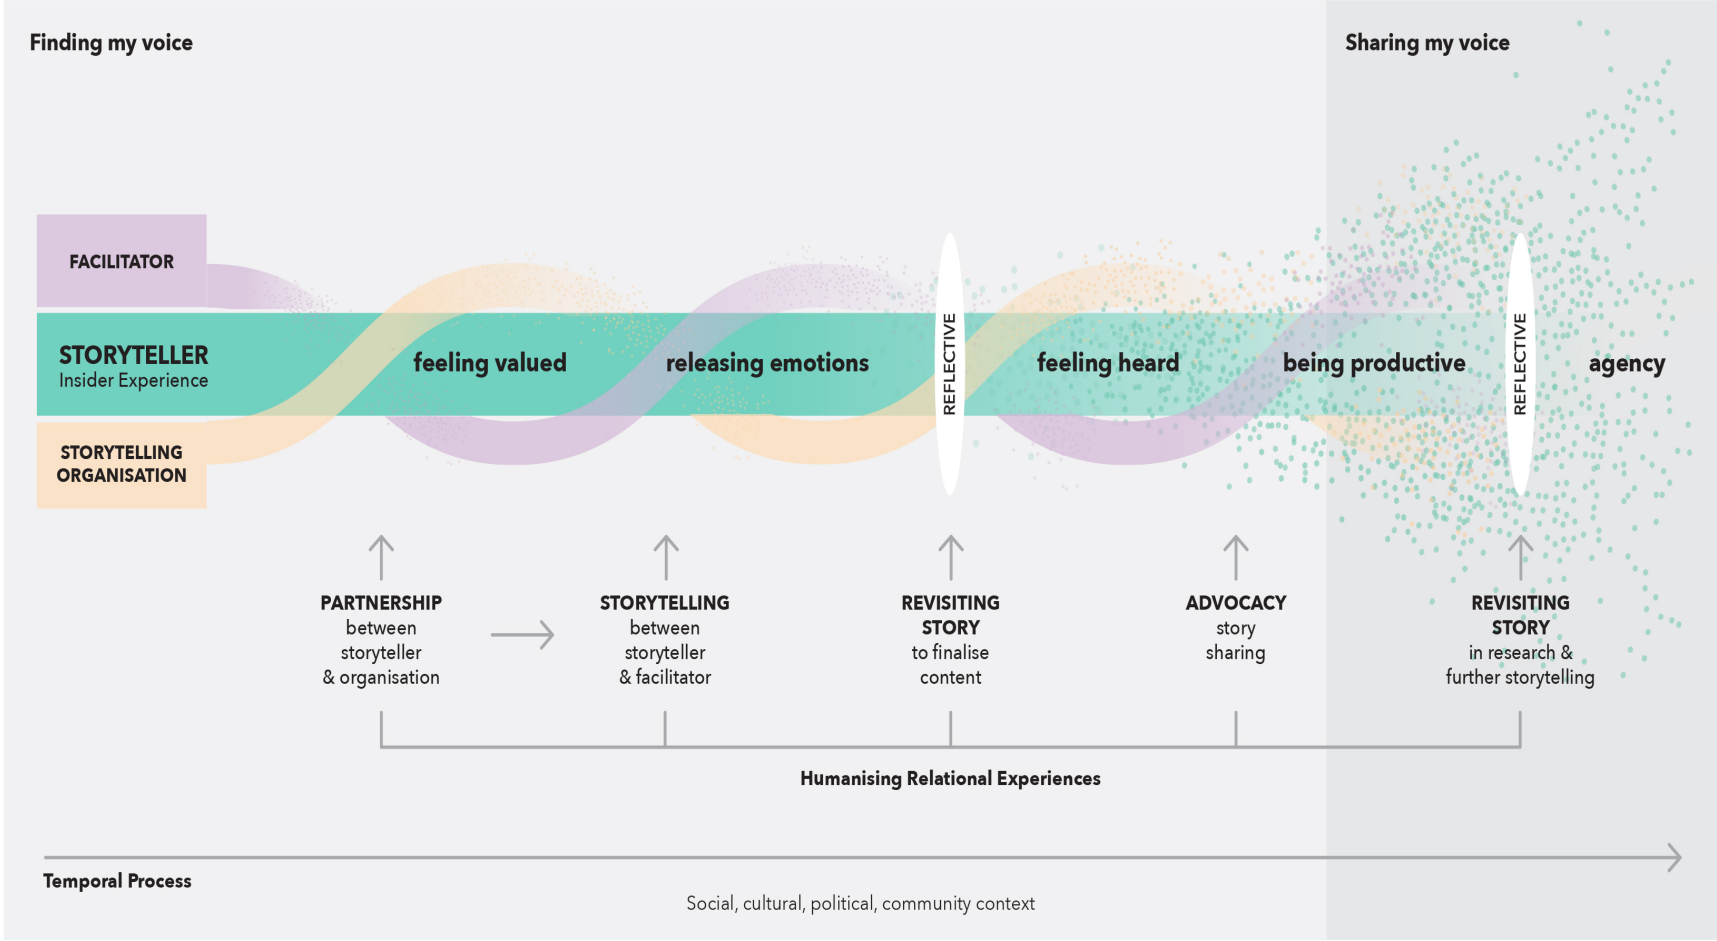 Finding my voice
Sharing my voice
FACILITATOR
STORYTELLER
Insider Experience
STORYTELLING
ORGANISATION
feeling valued
releasing emotions
REFLECTIVE
feeling heard
being productive
REFLECTIVE
agency
PARTNERSHIP
between
storyteller
& organisation
STORYTELLING
between
storyteller
& facilitator
REVISITING
STORY
to finalise
content
ADVOCACY
story
sharing
REVISITING
STORY
in research &
further storytelling
Humanising Relational Experiences
Temporal Process
Social, cultural, political, community context